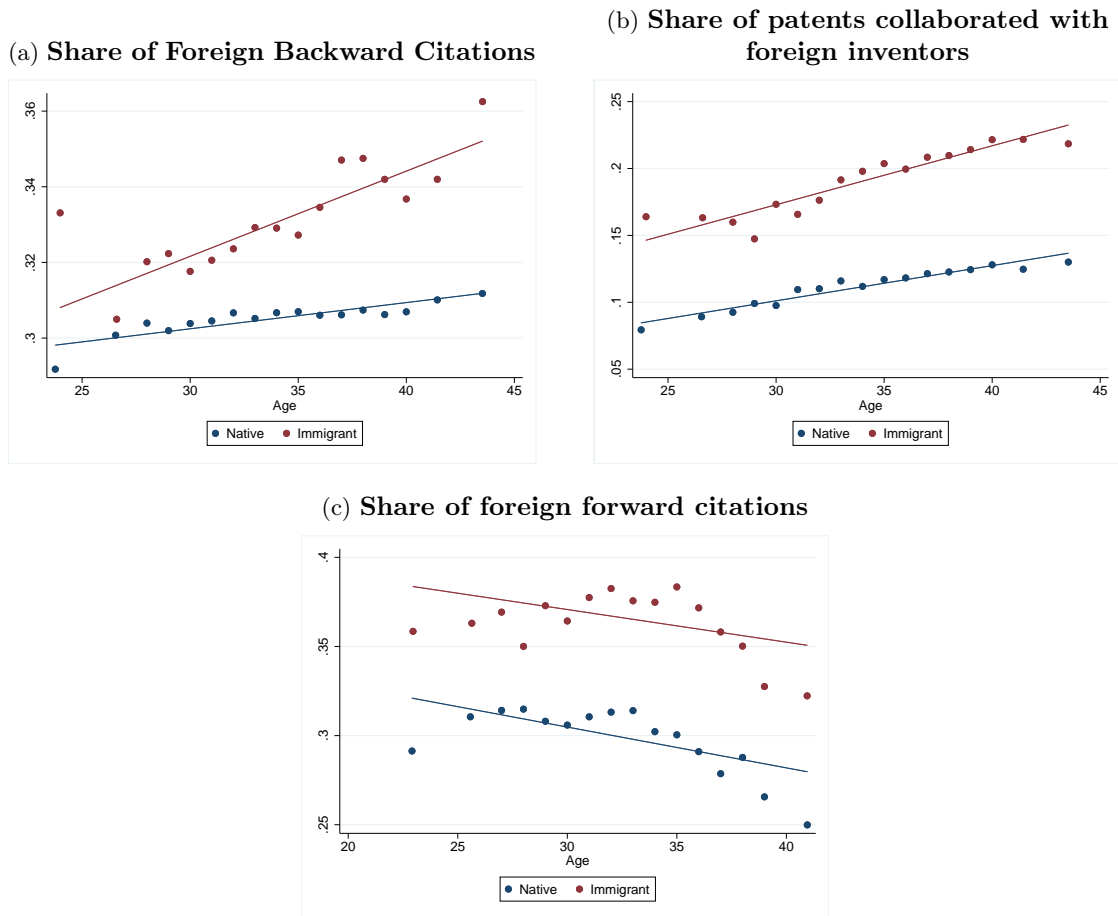 (a) Share of Foreign Backward Citations
.36
.34
.32
.3
25 30 35 40 45
Age
Native Immigrant
(b) Share of patents collaborated with
foreign inventors
.25
.2
.15
.1
.05
25 30 35 40 45
Age
Native Immigrant
(c) Share of foreign forward citations
.4
.35
.3
.25
20 25 30 35 40
Age
Native Immigrant